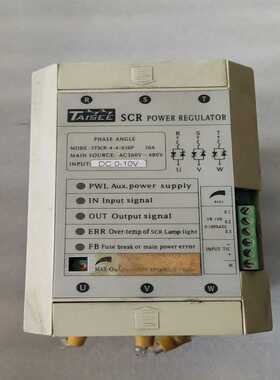 R S T
TAISEE SCR POWER REGULATOR
PHASE ANGLE
30A
MAIN SOURCE: AC380V - 480V
INPUT: DC 0-10V
R S T
U V W
PWL Aux. power supply
IN Input signal
OUT Output signal
ERR Over-temp of SCR Lamp light
FB Fuse break or main power error
MAX
U V W